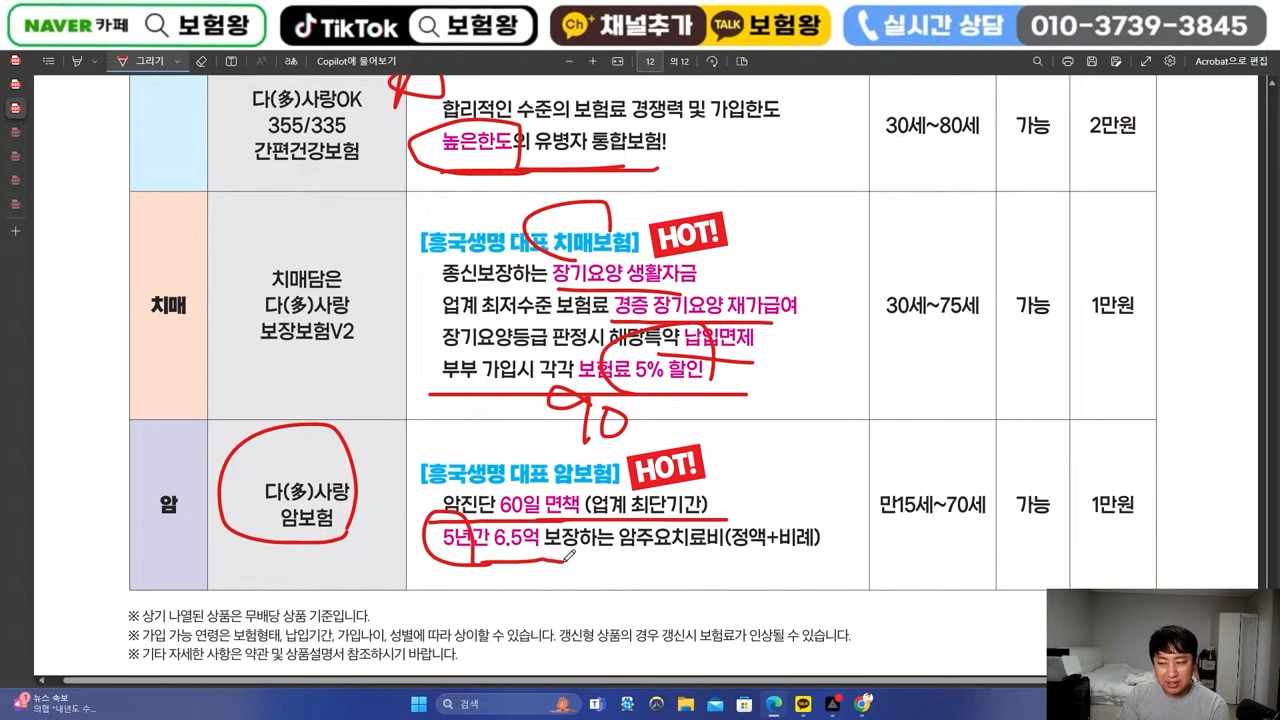 NAVER 카페 보험왕 TikTok 보험왕 Ch+ 채널추가 TALK 보험왕 실시간 상담 010-3739-3845
그리기 Copilot에 물어보기 12 의 12 Acrobat으로 편집
다(多)사랑OK
355/335
간편건강보험
합리적인 수준의 보험료 경쟁력 및 가입한도
높은한도의 유병자 통합보험!
30세~80세 가능 2만원
치매
치매담은
다(多)사랑
보장보험V2
[흥국생명 대표 치매보험] HOT!
종신보장하는 장기요양 생활자금
업계 최저수준 보험료 경증 장기요양 재가급여
장기요양등급 판정시 해당특약 납입면제
부부 가입시 각각 보험료 5% 할인
30세~75세 가능 1만원
90
암
다(多)사랑
암보험
[흥국생명 대표 암보험] HOT!
암진단 60일 면책 (업계 최단기간)
5년간 6.5억 보장하는 암주요치료비(정액+비례)
만15세~70세 가능 1만원
※ 상기 나열된 상품은 무배당 상품 기준입니다.
※ 가입 가능 연령은 보험형태, 납입기간, 가입나이, 성별에 따라 상이할 수 있습니다. 갱신형 상품의 경우 갱신시 보험료가 인상될 수 있습니다.
※ 기타 자세한 사항은 약관 및 상품설명서 참조하시기 바랍니다.
뉴스 속보
의협 "내년도 수...
검색